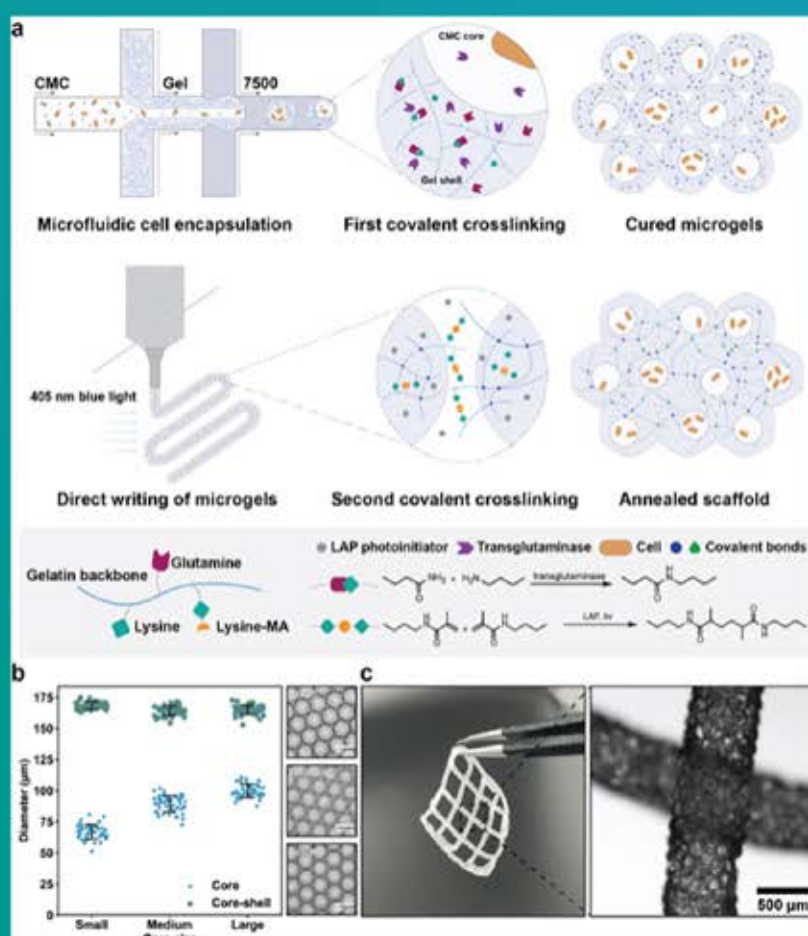 a
CMC Gel 7500
CMC core
Gel shell
Microfluidic cell encapsulation First covalent crosslinking Cured microgels
405 nm blue light
Direct writing of microgels Second covalent crosslinking Annealed scaffold
Gelatin backbone Glutamine Lysine Lysine-MA
LAP photoinitiator Transglutaminase Cell Covalent bonds
NH₂ + H₂N transglutaminase
O O N H
LAP, hν
b
c
Diameter (µm)
175
150
125
100
75
50
25
0
Core
Core-shell
Small Medium Large
500 µm